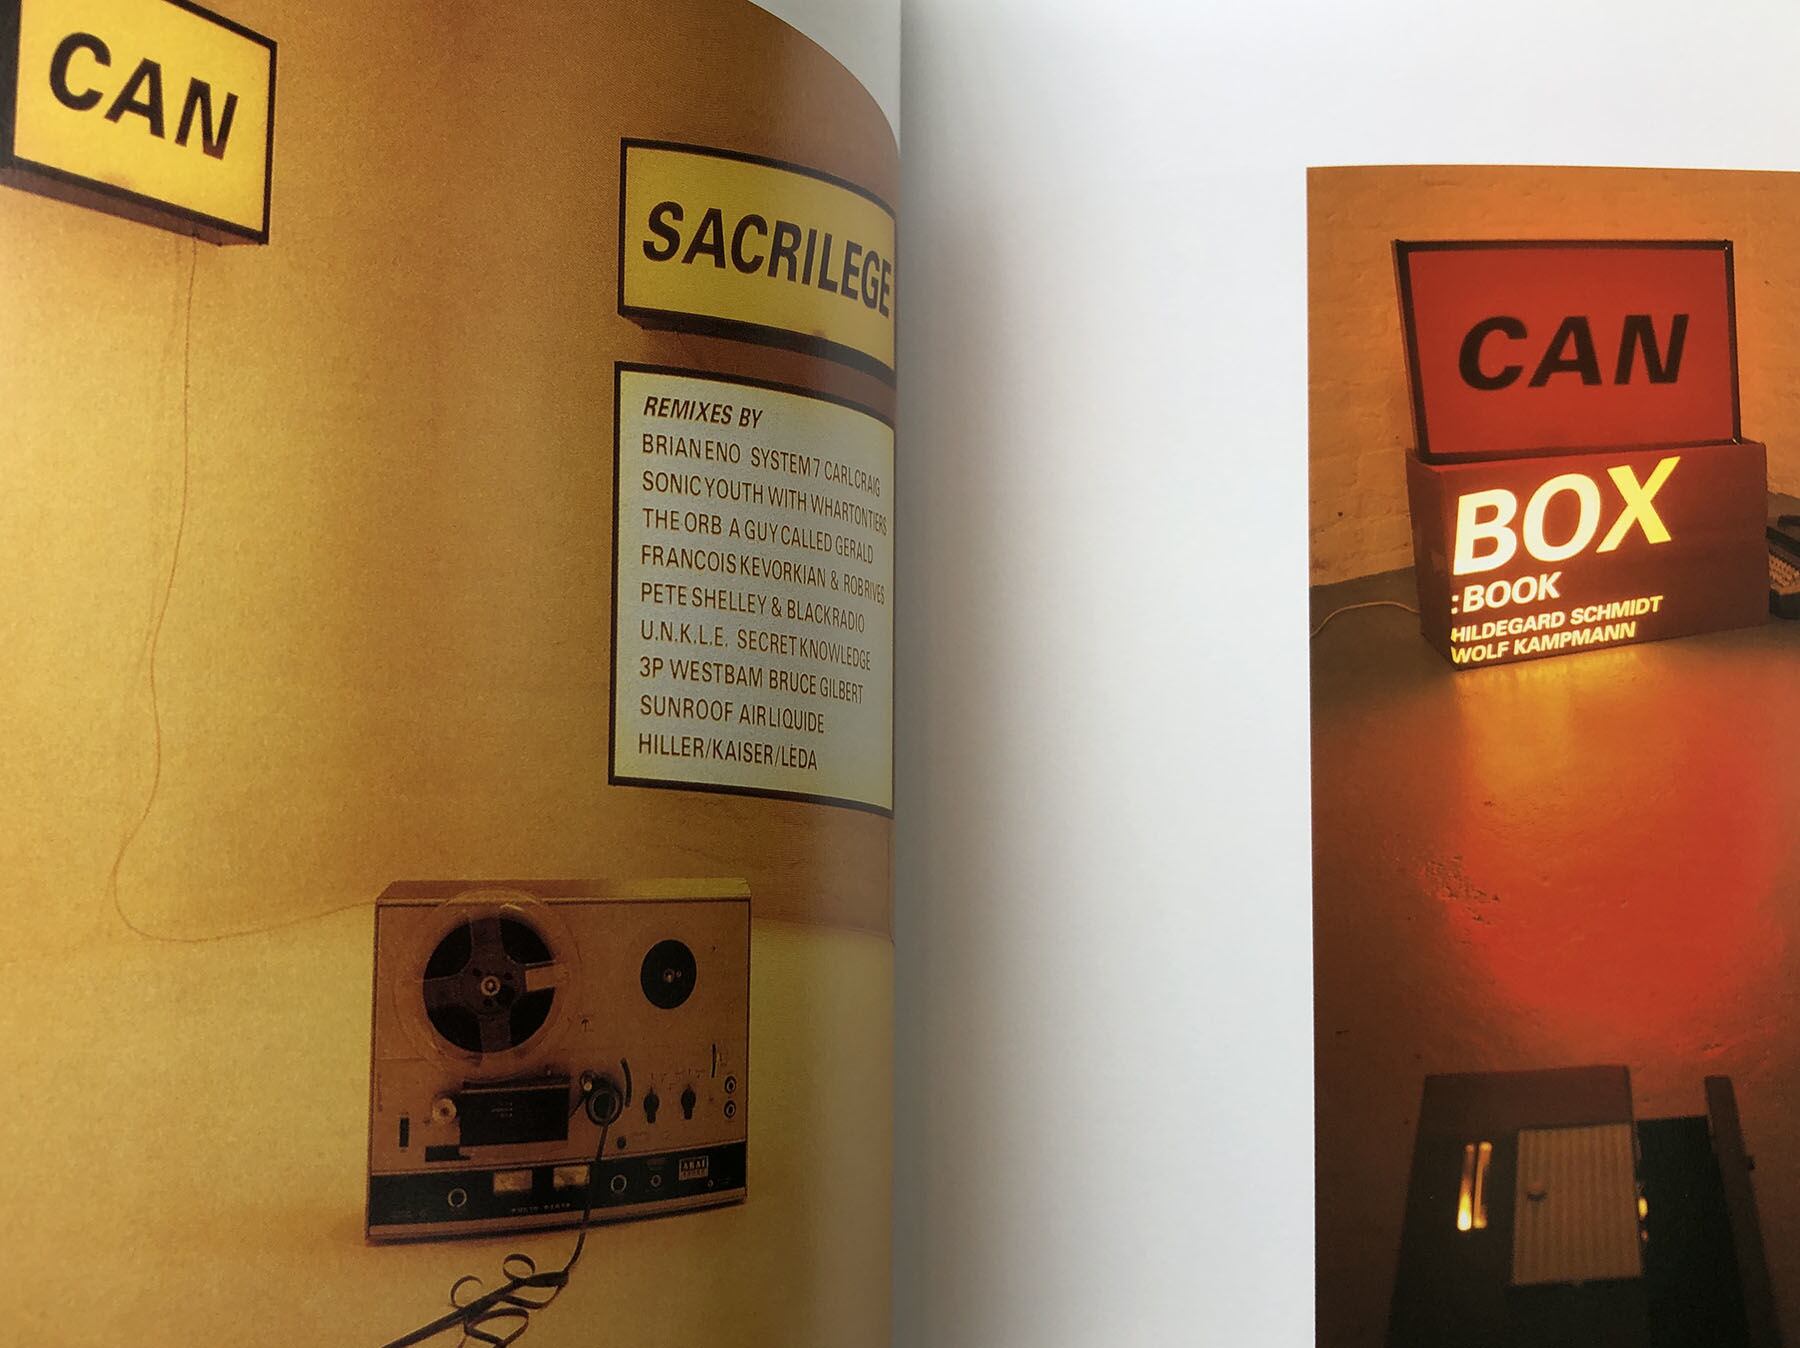 CAN
SACRILEGE
REMIXES BY
BRIAN ENO SYSTEM 7 CARL CRAIG
SONIC YOUTH WITH WHARTON TIERS
THE ORB A GUY CALLED GERALD
FRANCOIS KEVORKIAN & ROB RIVES
PETE SHELLEY & BLACK RADIO
U.N.K.L.E. SECRET KNOWLEDGE
3P WESTBAM BRUCE GILBERT
SUNROOF AIR LIQUIDE
HILLER/KAISER/LEDA
AKAI
CAN
BOX
:BOOK
HILDEGARD SCHMIDT
WOLF KAMPMANN